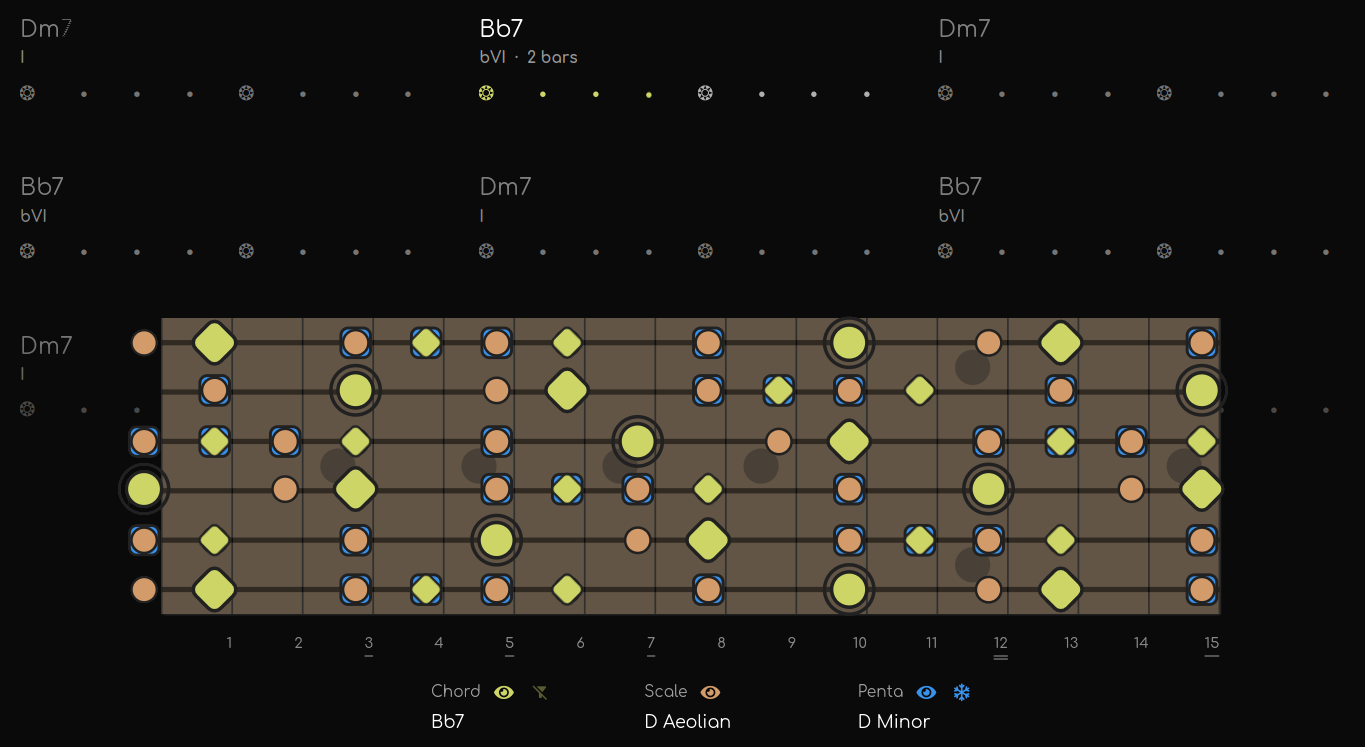 Dm7 Bb7 Dm7
I bVI · 2 bars I
Bb7 Dm7 Bb7
bVI I bVI
Dm7
I
1 2 3 4 5 6 7 8 9 10 11 12 13 14 15
Chord Scale Penta
Bb7 D Aeolian D Minor